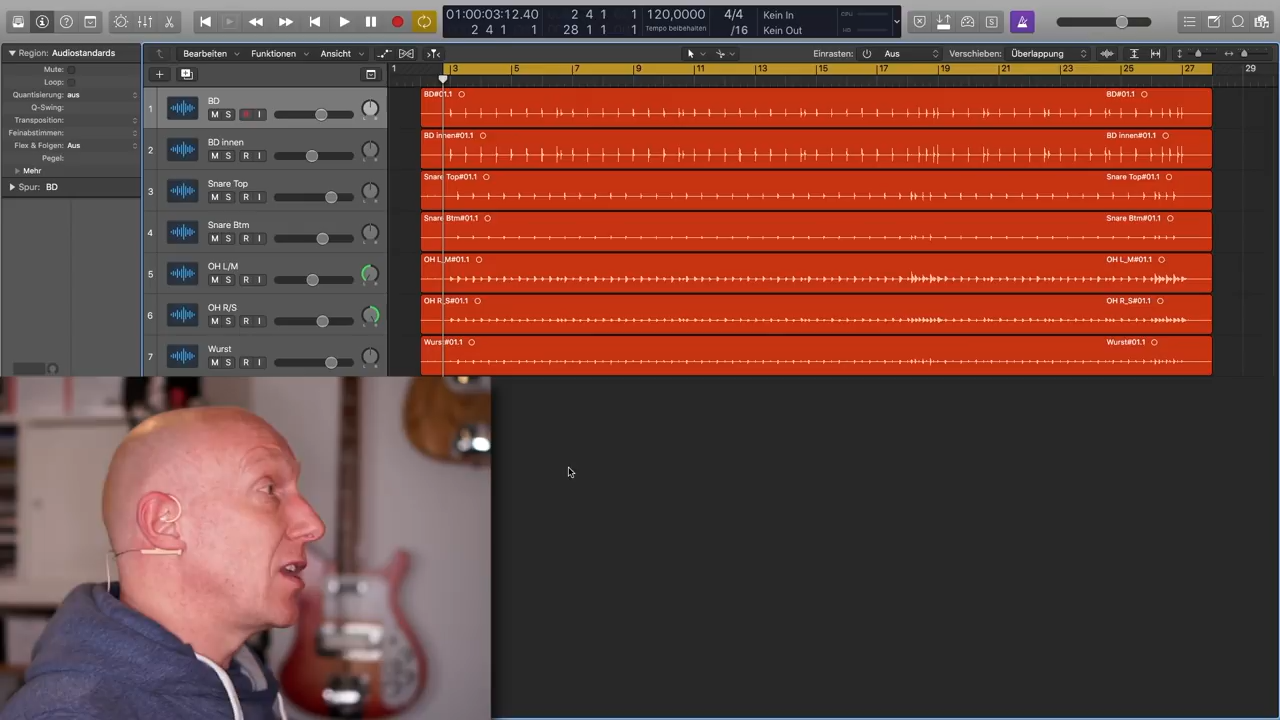 01:00:03:12.40
2 4 1 1
120,0000
4/4
Kein In
2 4 1 1
28 1 1 1
Tempo beibehalten
/16
Kein Out
CPU
Region: Audiostandards
Mute:
Loop:
Quantisierung: aus
Q-Swing:
Transposition:
Feinabstimmen:
Flex & Folgen: Aus
Pegel:
Mehr
Spur: BD
Bearbeiten
Funktionen
Ansicht
Einrasten:
Aus
Verschieben:
Überlappung
1
3
5
7
9
11
13
15
17
19
21
23
25
27
29
1
BD
M S R I
BD#01.1
BD#01.1
2
BD innen
M S R I
BD innen#01.1
BD innen#01.1
3
Snare Top
M S R I
Snare Top#01.1
Snare Top#01.1
4
Snare Btm
M S R I
Snare Btm#01.1
Snare Btm#01.1
5
OH L/M
M S R I
OH L_M#01.1
OH L_M#01.1
6
OH R/S
M S R I
OH R_S#01.1
OH R_S#01.1
7
Wurst
M S R I
Wurst#01.1
Wurst#01.1